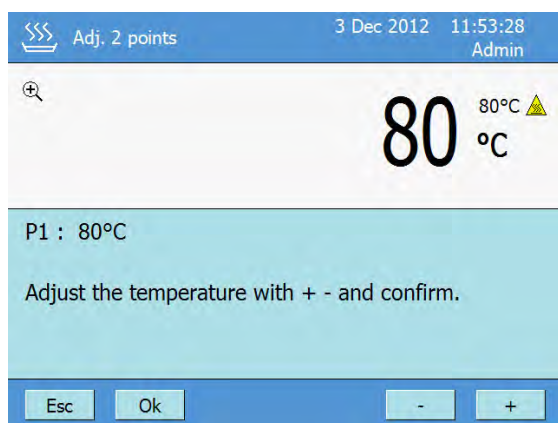 Adj. 2 points
3 Dec 2012 11:53:28
Admin
80°C
80 °C
P1 : 80°C
Adjust the temperature with + - and confirm.
Esc Ok - +